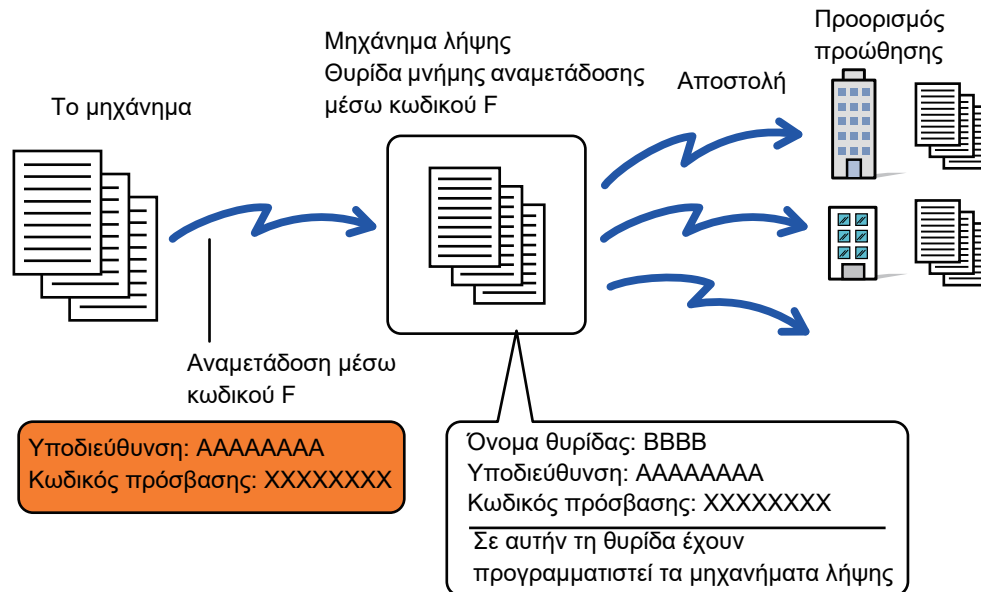 Το μηχάνημα
Μηχάνημα λήψης
Θυρίδα μνήμης αναμετάδοσης
μέσω κωδικού F
Αποστολή
Προορισμός
προώθησης
Αναμετάδοση μέσω
κωδικού F
Υποδιεύθυνση: AAAAAAAA
Κωδικός πρόσβασης: XXXXXXXX
Όνομα θυρίδας: BBBB
Υποδιεύθυνση: AAAAAAAA
Κωδικός πρόσβασης: XXXXXXXX
Σε αυτήν τη θυρίδα έχουν
προγραμματιστεί τα μηχανήματα λήψης